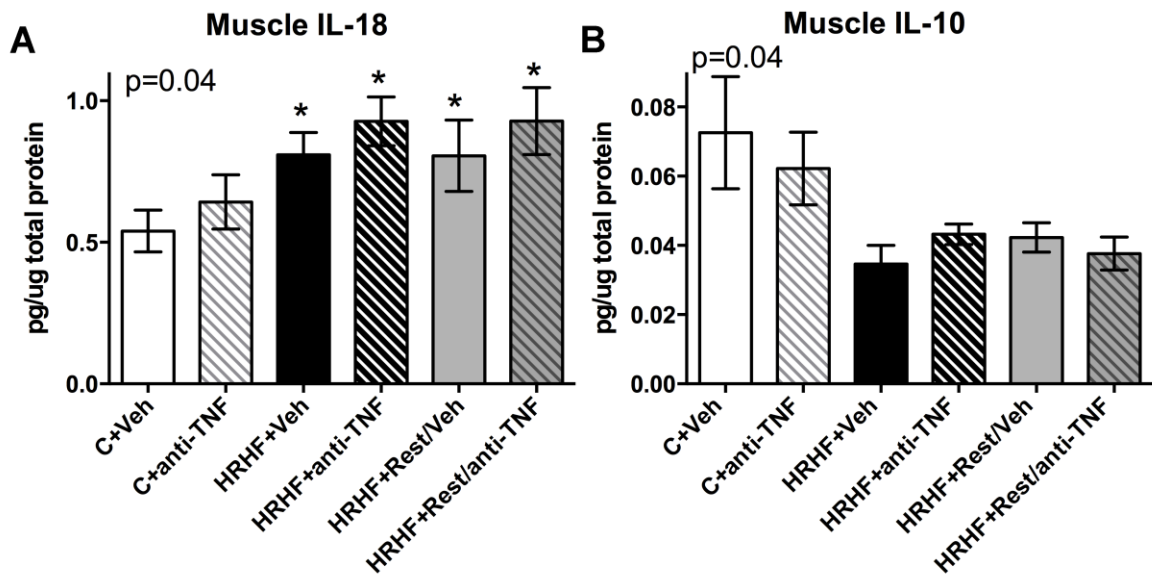 A
Muscle IL-18
p=0.04
pg/ug total protein
1.0
0.5
0.0
*
*
*
*
C+Veh
C+anti-TNF
HRHF+Veh
HRHF+anti-TNF
HRHF+Rest/Veh
HRHF+Rest/anti-TNF
B
Muscle IL-10
p=0.04
pg/ug total protein
0.08
0.06
0.04
0.02
0.00
C+Veh
C+anti-TNF
HRHF+Veh
HRHF+anti-TNF
HRHF+Rest/Veh
HRHF+Rest/anti-TNF